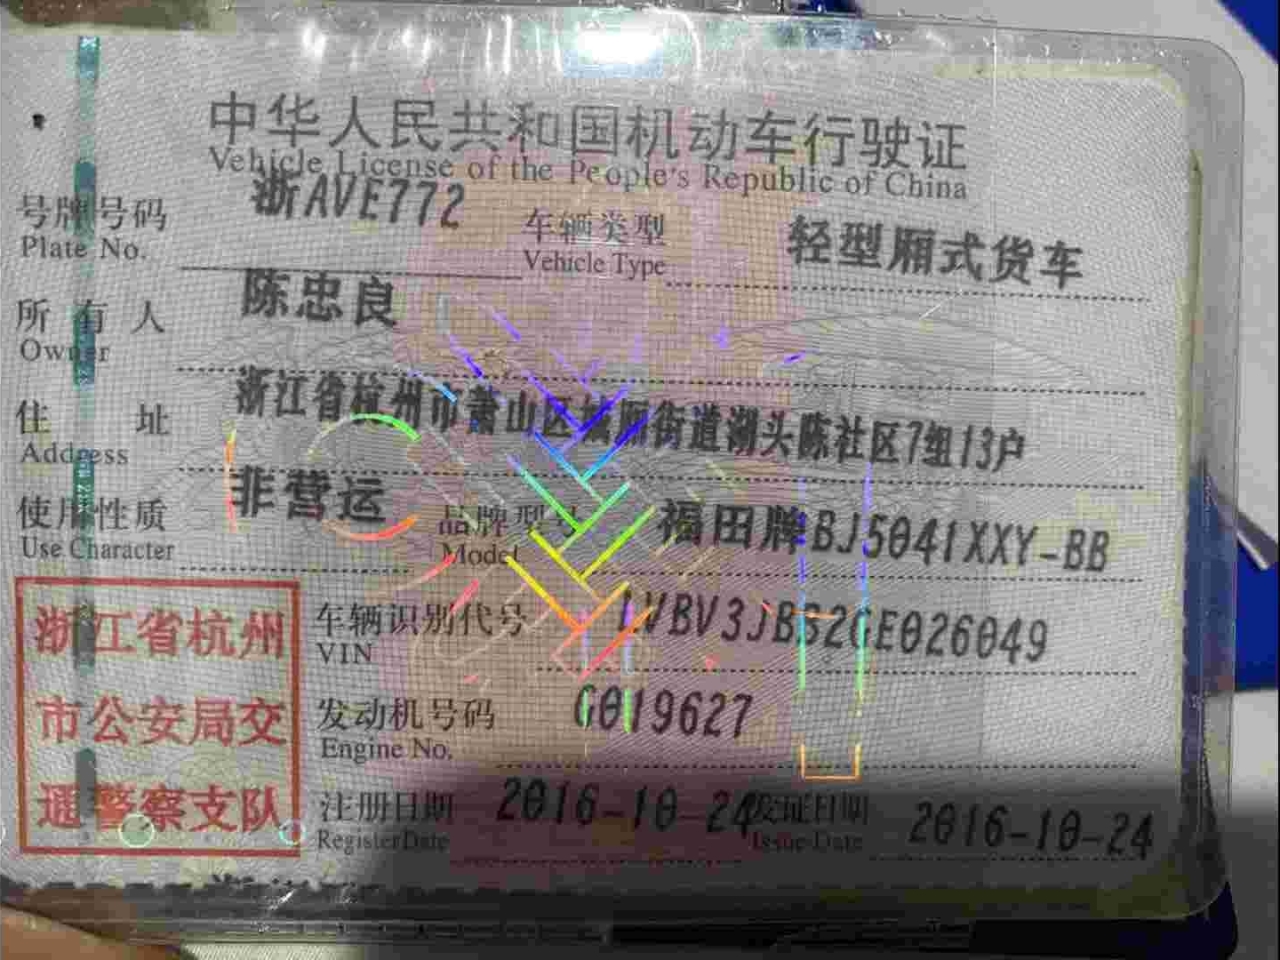 中华人民共和国机动车行驶证
Vehicle License of the People's Republic of China
号牌号码 浙AVE772 车辆类型 轻型厢式货车
Plate No. Vehicle Type
所有人 陈忠良
Owner
住址 浙江省杭州市萧山区城厢街道湖头陈社区7组13户
Address
使用性质 非营运 品牌型号 福田牌BJ5041XXY-BB
Use Character Model
车辆识别代号 LVBV3JBB2GE026049
VIN
发动机号码 G019627
Engine No.
注册日期 2016-10-24 发证日期 2016-10-24
Register Date Issue Date
浙江省杭州
市公安局交
通警察支队